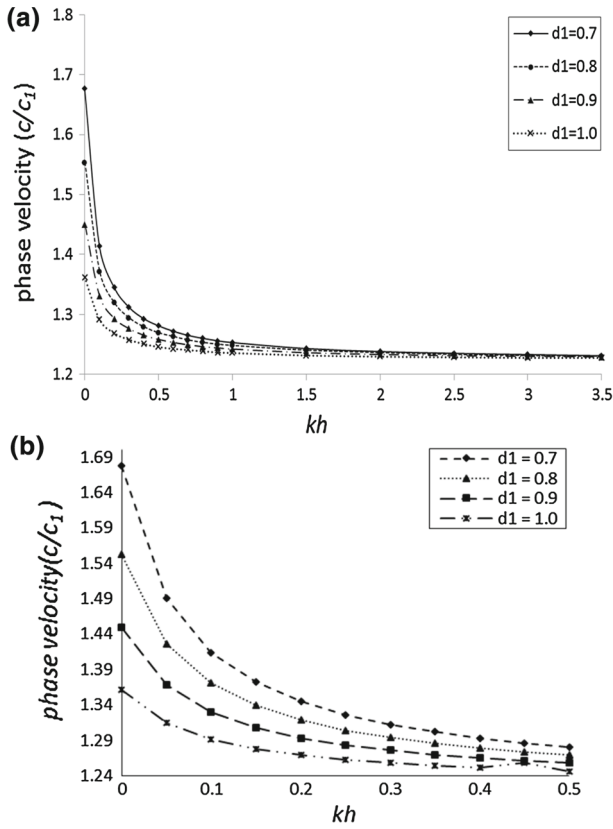 (a)
phase velocity (c/c₁)
1.8
1.7
1.6
1.5
1.4
1.3
1.2
0 0.5 1 1.5 2 2.5 3 3.5
kh
d1=0.7
d1=0.8
d1=0.9
d1=1.0
(b)
phase velocity(c/c₁)
1.69
1.64
1.59
1.54
1.49
1.44
1.39
1.34
1.29
1.24
0 0.1 0.2 0.3 0.4 0.5
kh
d1 = 0.7
d1 = 0.8
d1 = 0.9
d1 = 1.0